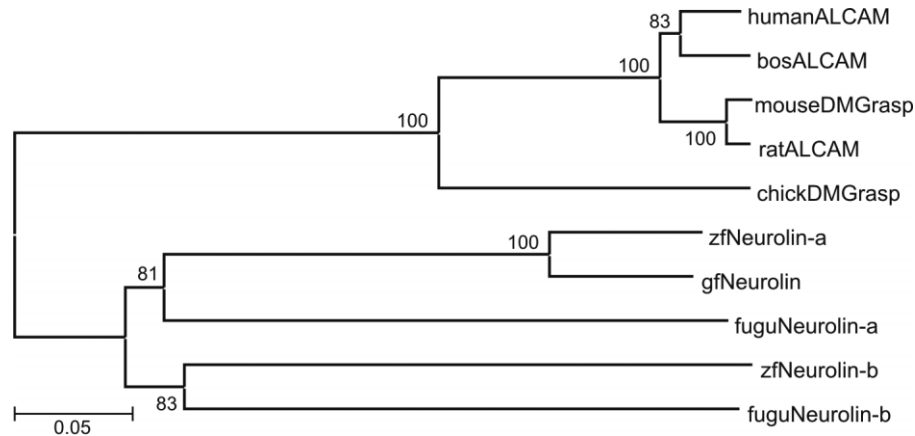 humanALCAM
83
bosALCAM
100
mouseDMGrasp
100
ratALCAM
100
chickDMGrasp
zfNeurolin-a
100
gfNeurolin
81
fuguNeurolin-a
zfNeurolin-b
83
fuguNeurolin-b
0.05